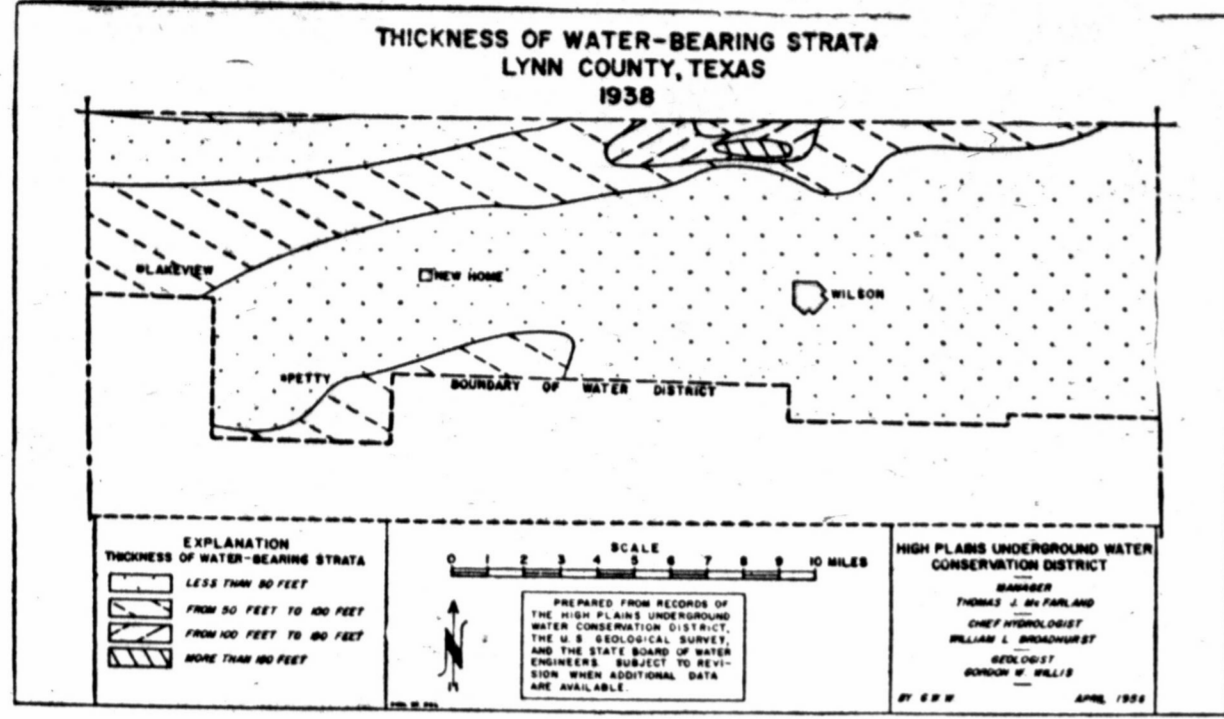 THICKNESS OF WATER-BEARING STRATA
LYNN COUNTY, TEXAS
1938
LAKEVIEW
NEW HOME
WILSON
PETTY
BOUNDARY OF WATER DISTRICT
EXPLANATION
THICKNESS OF WATER-BEARING STRATA
LESS THAN 50 FEET
FROM 50 FEET TO 100 FEET
FROM 100 FEET TO 150 FEET
MORE THAN 150 FEET
SCALE
0 1 2 3 4 5 6 7 8 9 10 MILES
N
PREPARED FROM RECORDS OF
THE HIGH PLAINS UNDERGROUND
WATER CONSERVATION DISTRICT,
THE U.S GEOLOGICAL SURVEY,
AND THE STATE BOARD OF WATER
ENGINEERS. SUBJECT TO REVI-
SION WHEN ADDITIONAL DATA
ARE AVAILABLE.
HIGH PLAINS UNDERGROUND WATER
CONSERVATION DISTRICT
MANAGER
THOMAS J. McFARLAND
CHIEF HYDROLOGIST
WILLIAM L BROADHURST
GEOLOGIST
GORDON W. WILLIS
BY G W W APRIL 1956